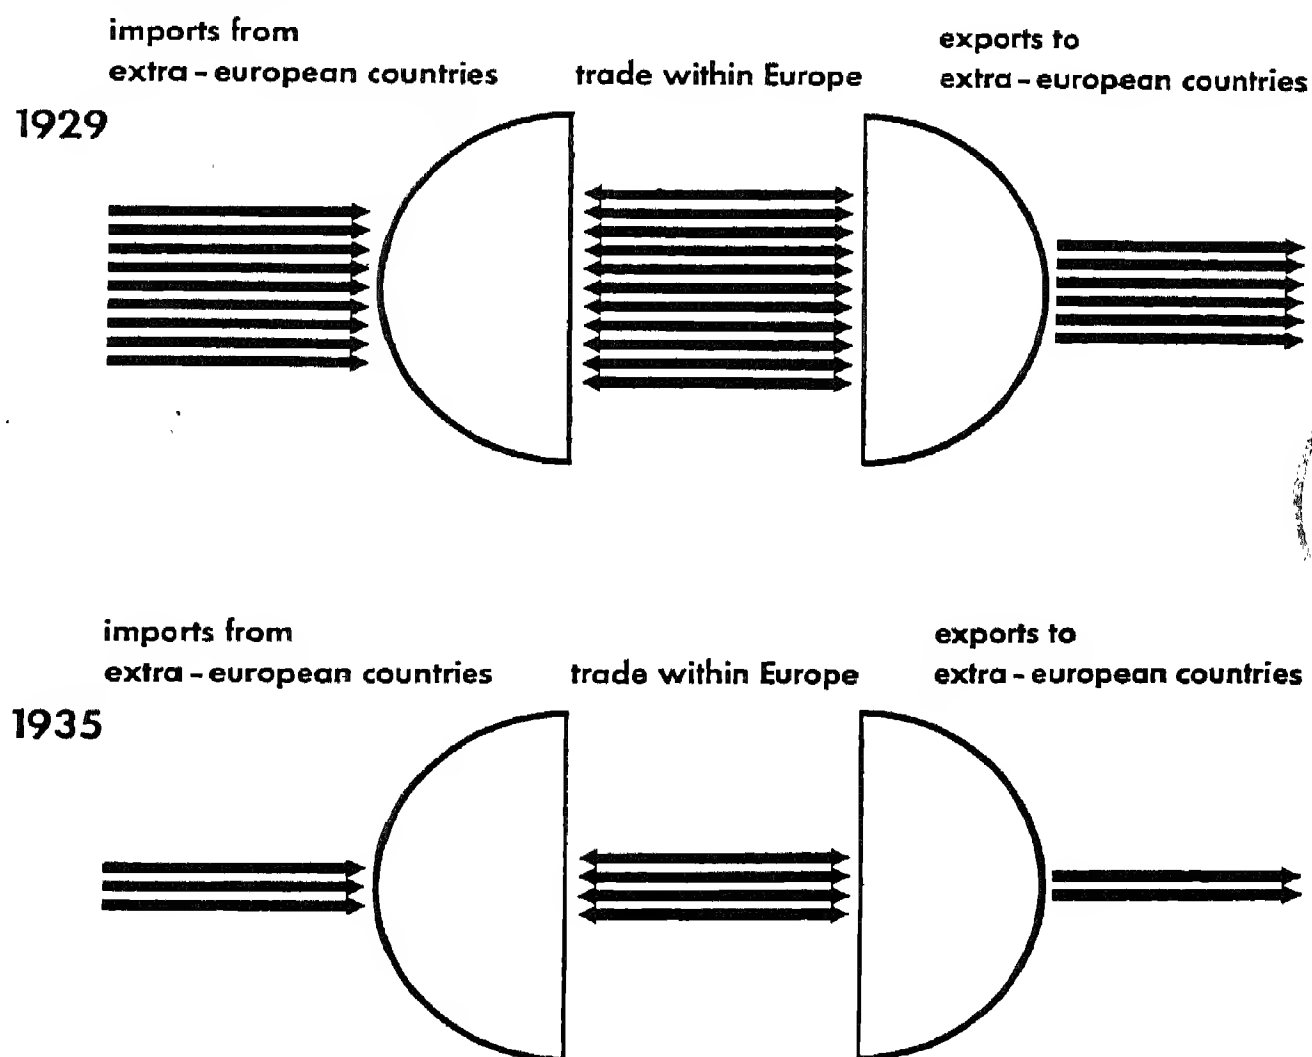 imports from
extra-european countries
trade within Europe
exports to
extra-european countries
1929
imports from
extra-european countries
trade within Europe
exports to
extra-european countries
1935